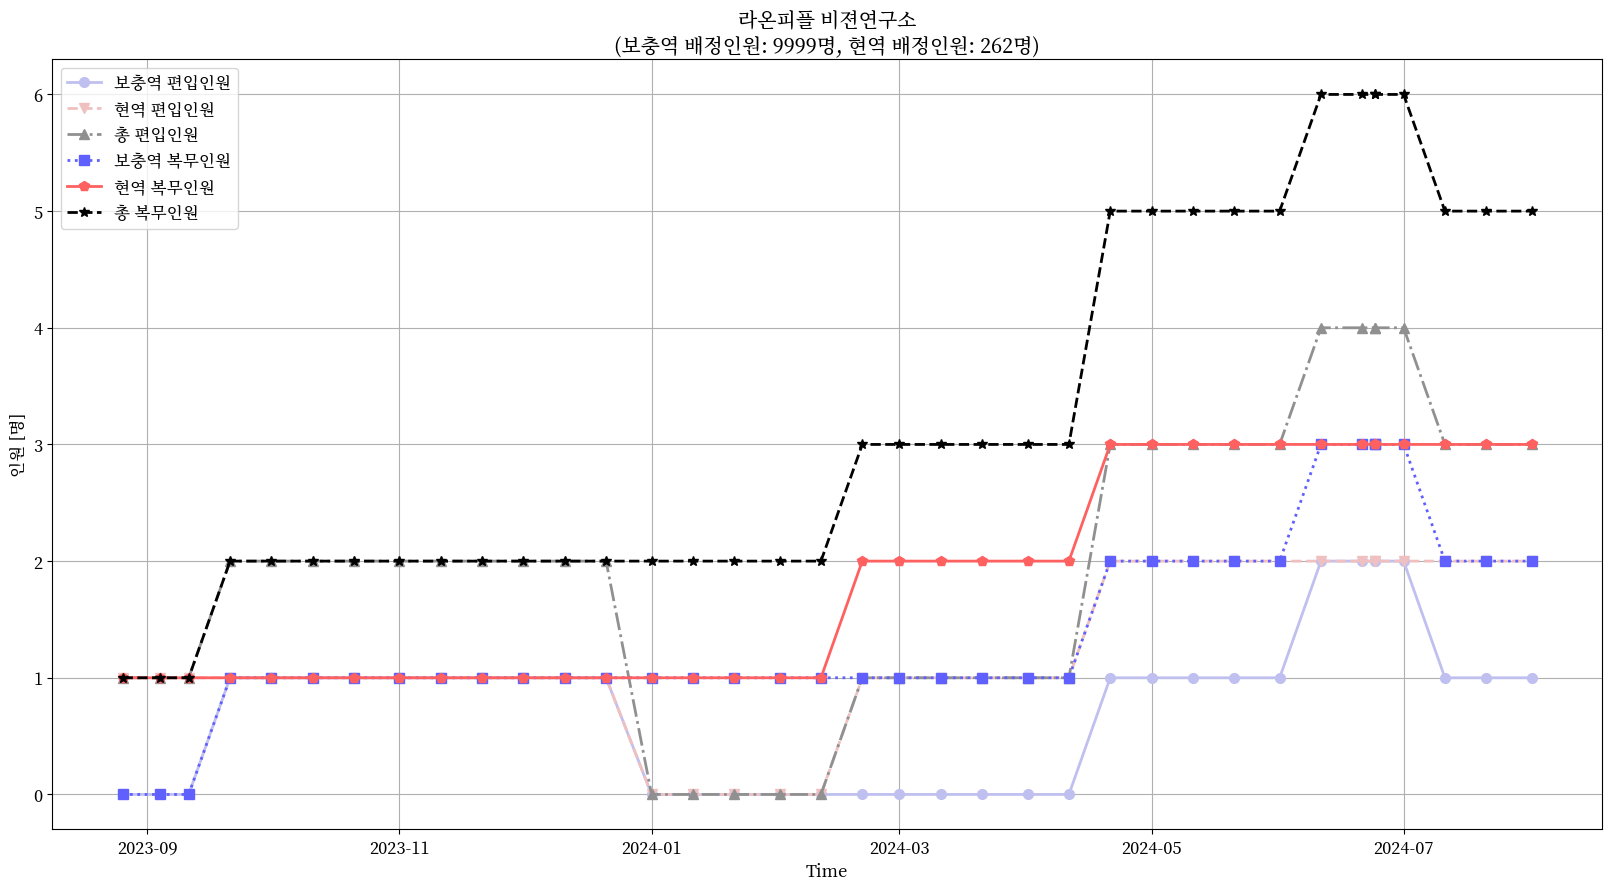 라온피플 비젼연구소
(보충역 배정인원: 9999명, 현역 배정인원: 262명)
보충역 편입인원
현역 편입인원
총 편입인원
보충역 복무인원
현역 복무인원
총 복무인원
인원 [명]
6
5
4
3
2
1
0
2023-09
2023-11
2024-01
2024-03
2024-05
2024-07
Time